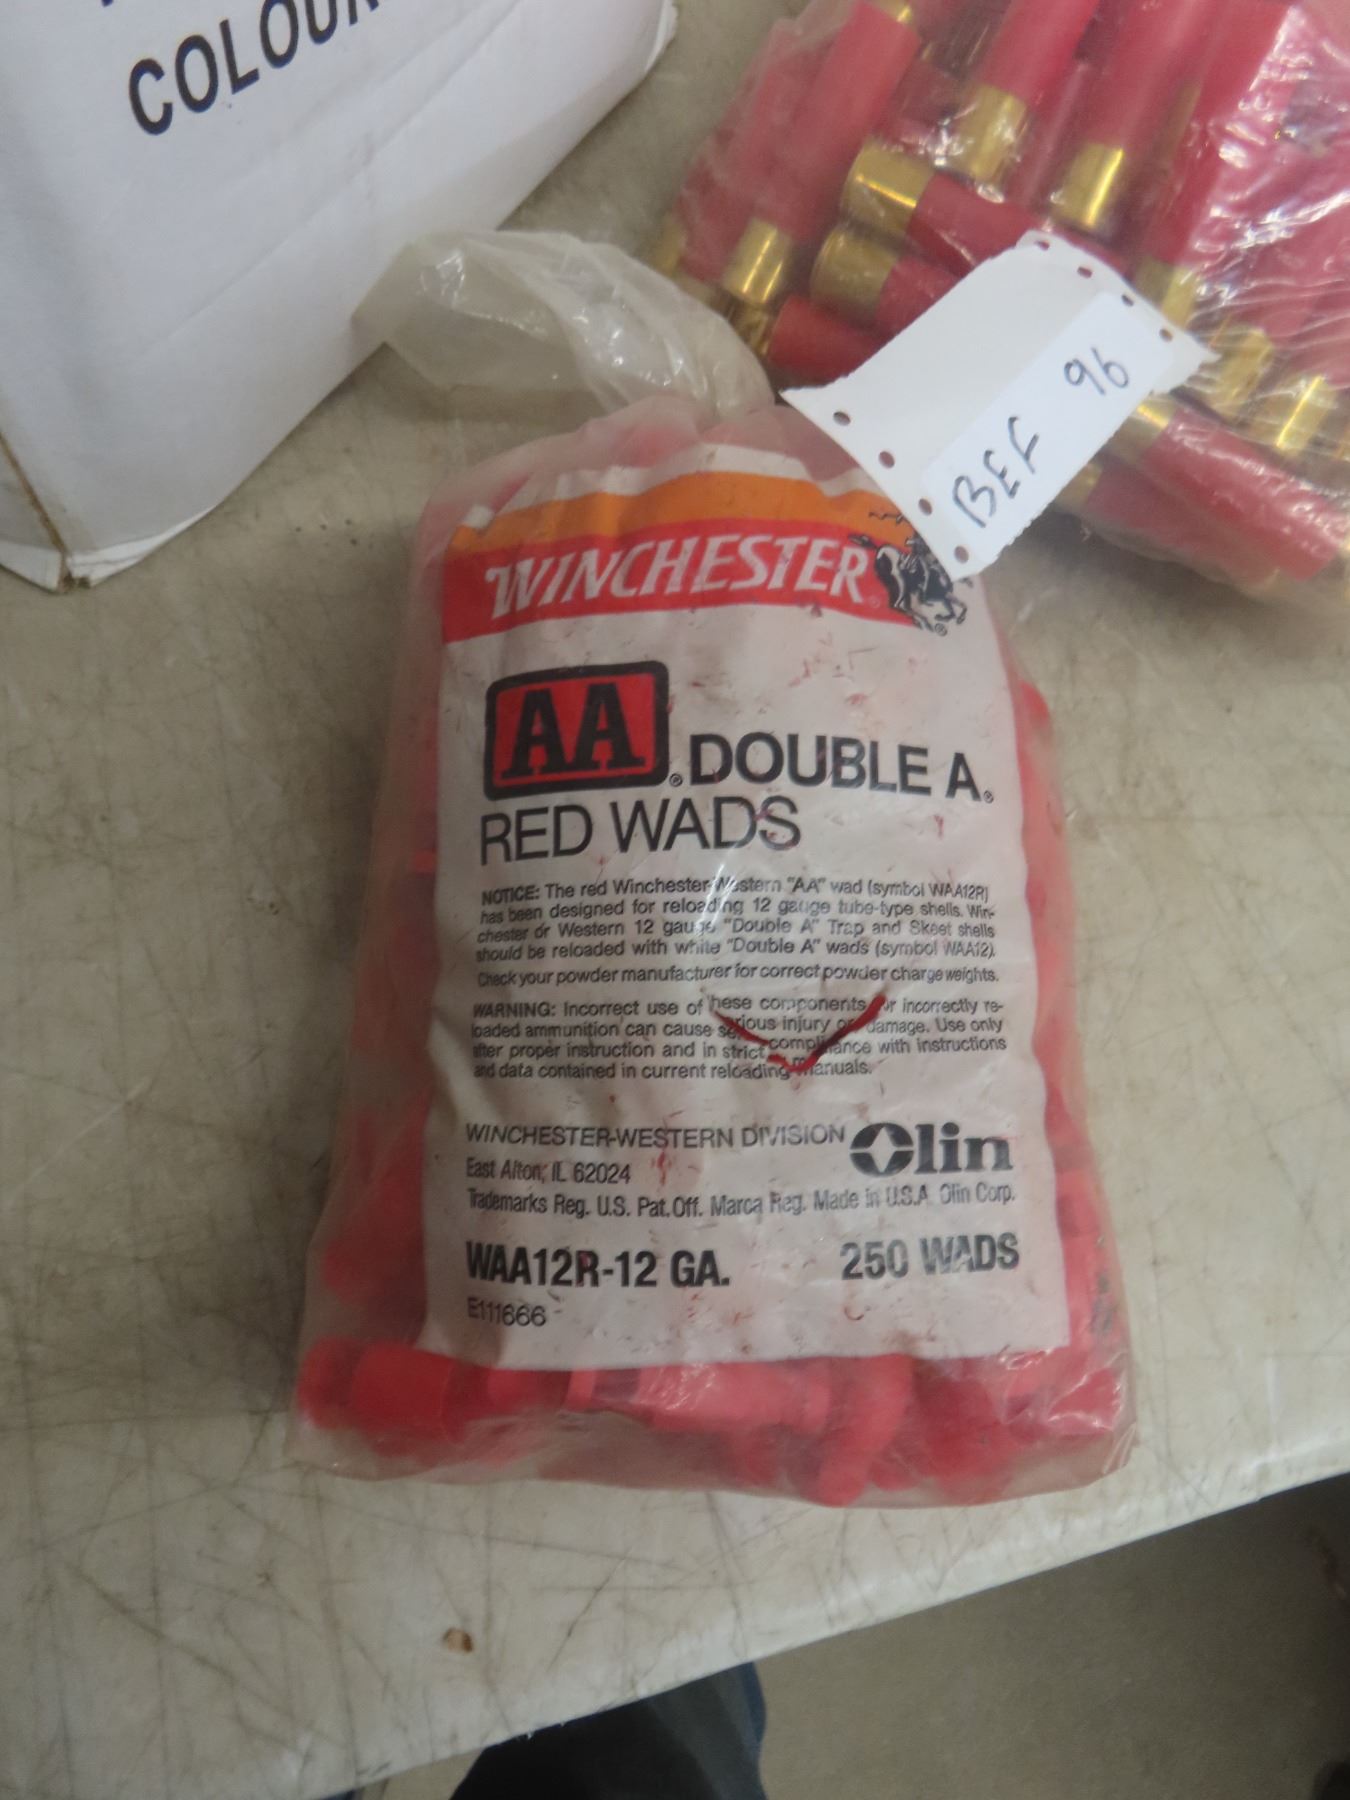 COLOUR
BEF 96
WINCHESTER®
AA® DOUBLE A®
RED WADS
NOTICE: The red Winchester-Western "AA" wad (symbol WAA12R)
has been designed for reloading 12 gauge tube-type shells. Win-
chester or Western 12 gauge "Double A" Trap and Skeet shells
should be reloaded with white "Double A" wads (symbol WAA12).
Check your powder manufacturer for correct powder charge weights.
WARNING: Incorrect use of these components or incorrectly re-
loaded ammunition can cause serious injury or damage. Use only
after proper instruction and in strict compliance with instructions
and data contained in current reloading manuals.
WINCHESTER-WESTERN DIVISION Olin
East Alton, IL 62024
Trademarks Reg. U.S. Pat. Off. Marca Reg. Made in U.S.A. Olin Corp.
WAA12R-12 GA. 250 WADS
E111666